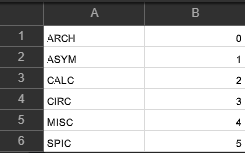 A B
1 ARCH 0
2 ASYM 1
3 CALC 2
4 CIRC 3
5 MISC 4
6 SPIC 5